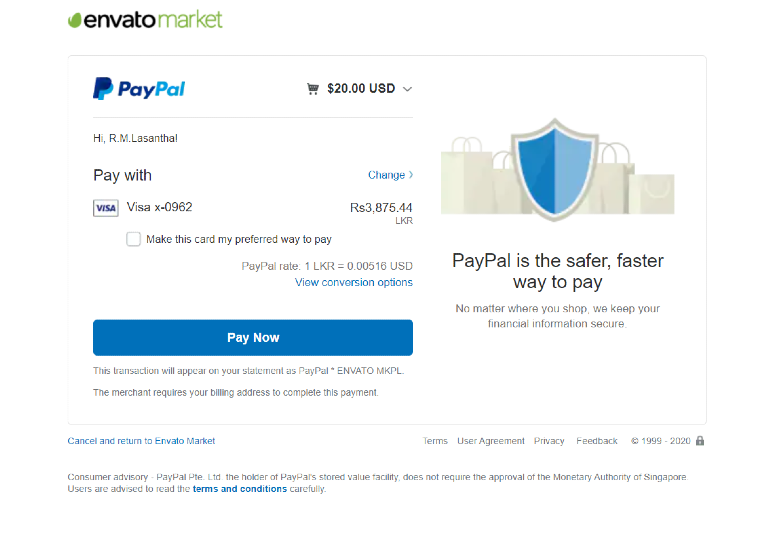 envatomarket
PayPal
$20.00 USD
Hi, R.M.Lasantha!
Pay with
Change
VISA
Visa x-0962
Rs3,875.44
LKR
Make this card my preferred way to pay
PayPal rate: 1 LKR = 0.00516 USD
View conversion options
Pay Now
This transaction will appear on your statement as PayPal * ENVATO MKPL.
The merchant requires your billing address to complete this payment.
PayPal is the safer, faster
way to pay
No matter where you shop, we keep your
financial information secure.
Cancel and return to Envato Market
Terms User Agreement Privacy Feedback © 1999 - 2020
Consumer advisory - PayPal Pte. Ltd. the holder of PayPal's stored value facility, does not require the approval of the Monetary Authority of Singapore.
Users are advised to read the terms and conditions carefully.